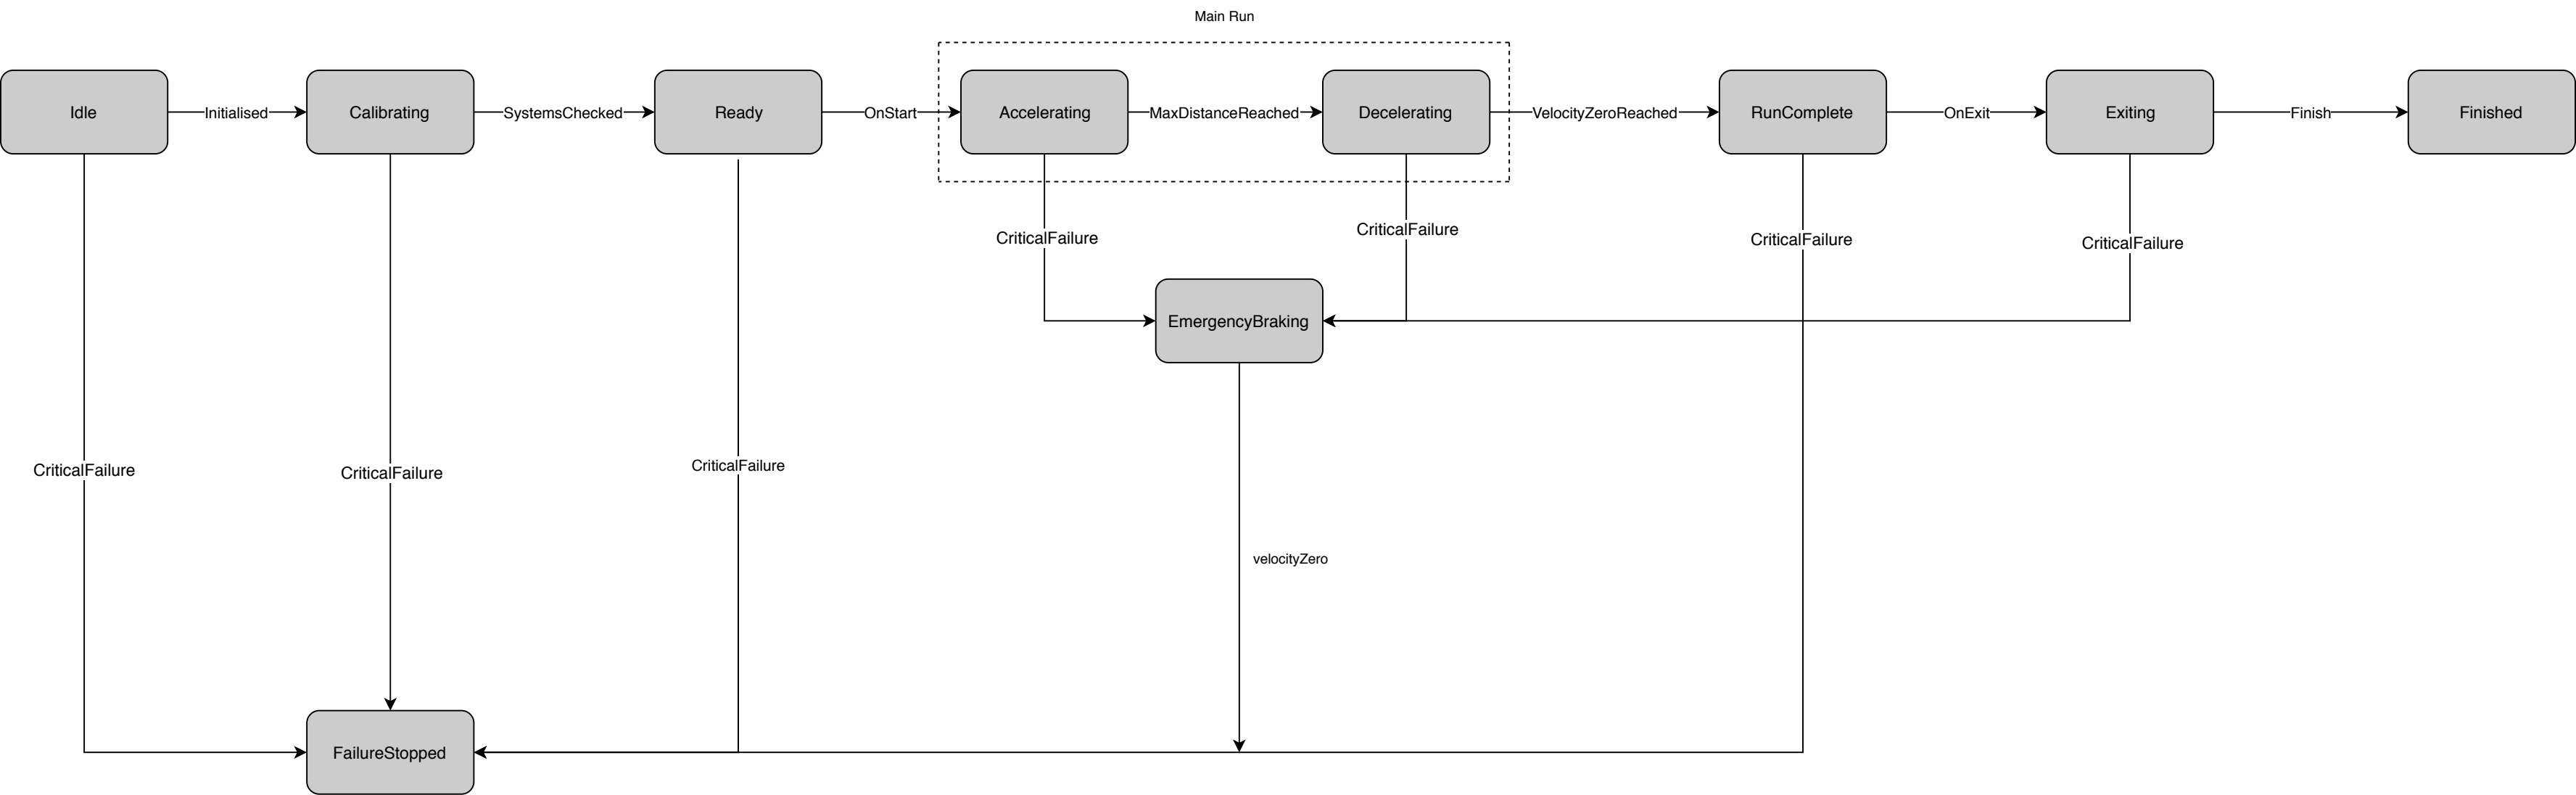 Main Run
Idle
Initialised
Calibrating
SystemsChecked
Ready
OnStart
Accelerating
MaxDistanceReached
Decelerating
VelocityZeroReached
RunComplete
OnExit
Exiting
Finish
Finished
CriticalFailure
CriticalFailure
CriticalFailure
CriticalFailure
EmergencyBraking
CriticalFailure
CriticalFailure
CriticalFailure
velocityZero
FailureStopped